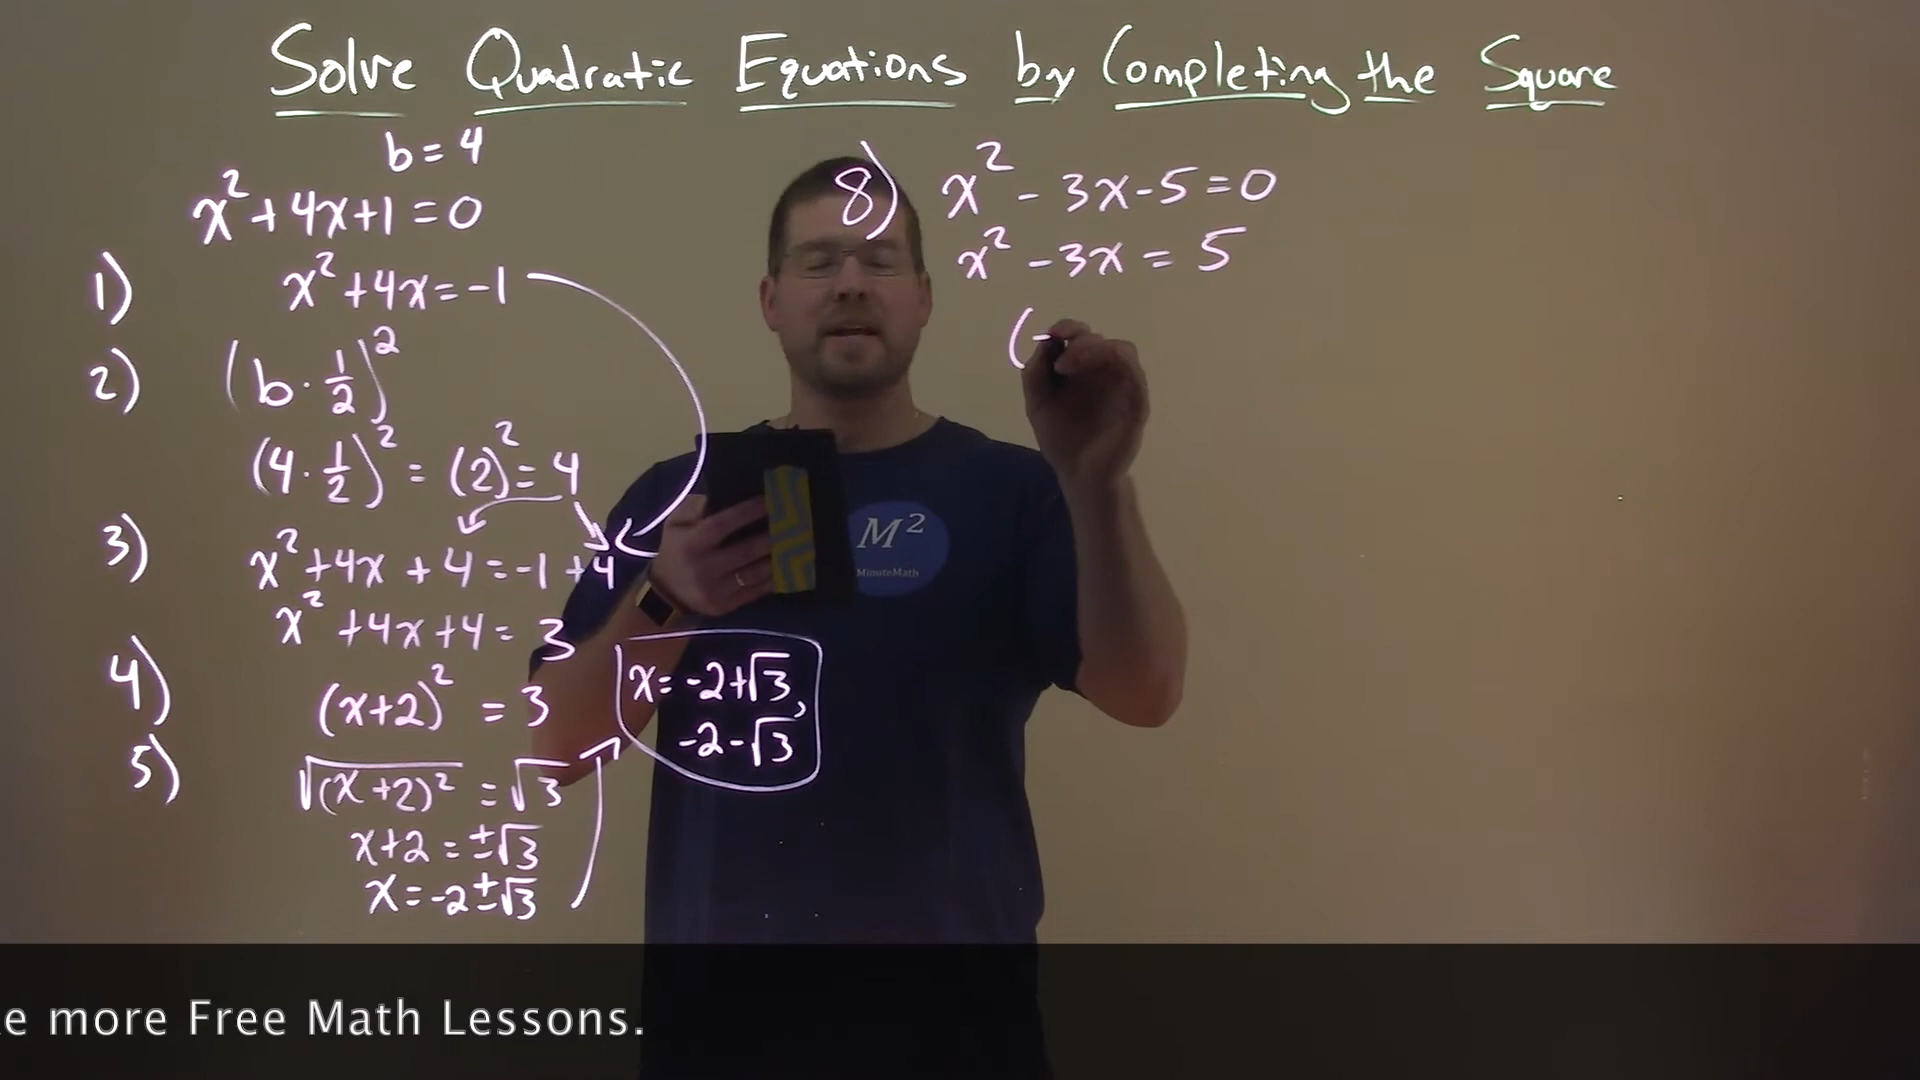 Solve Quadratic Equations by Completing the Square
b = 4
x² + 4x + 1 = 0
1) x² + 4x = -1
2) (b · 1/2)²
(4 · 1/2)² = (2)² = 4
3) x² + 4x + 4 = -1 + 4
x² + 4x + 4 = 3
4) (x+2)² = 3
5) √(x+2)² = √3
x + 2 = ±√3
x = -2 ± √3
x = -2 + √3,
-2 - √3
8) x² - 3x - 5 = 0
x² - 3x = 5
(-
M²
MinuteMath
more Free Math Lessons.